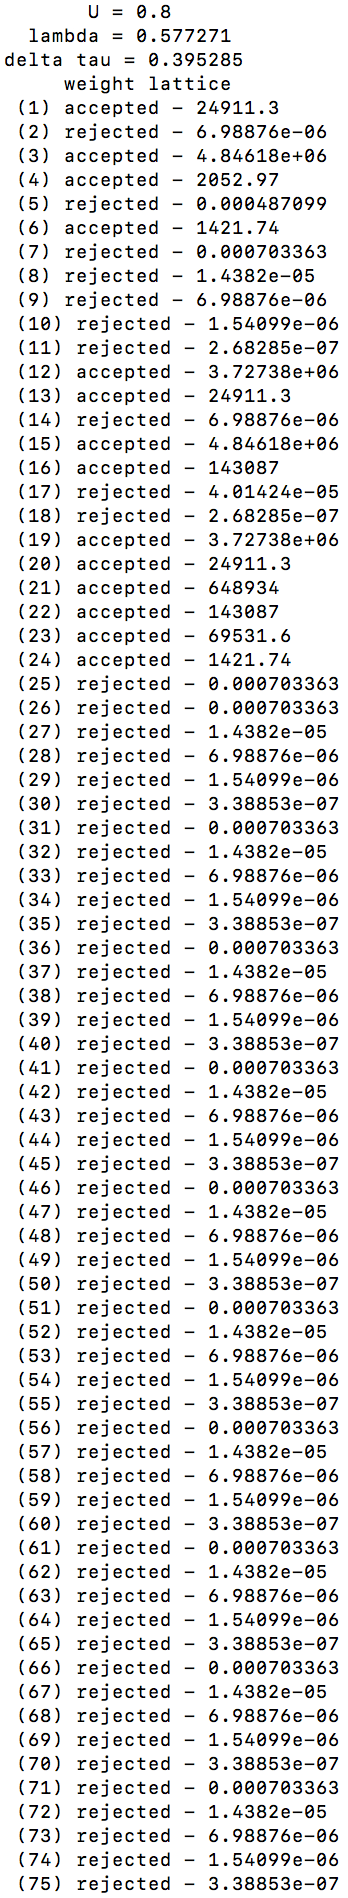 U = 0.8
lambda = 0.577271
delta tau = 0.395285
weight lattice
(1) accepted - 24911.3
(2) rejected - 6.98876e-06
(3) accepted - 4.84618e+06
(4) accepted - 2052.97
(5) rejected - 0.000487099
(6) accepted - 1421.74
(7) rejected - 0.000703363
(8) rejected - 1.4382e-05
(9) rejected - 6.98876e-06
(10) rejected - 1.54099e-06
(11) rejected - 2.68285e-07
(12) accepted - 3.72738e+06
(13) accepted - 24911.3
(14) rejected - 6.98876e-06
(15) accepted - 4.84618e+06
(16) accepted - 143087
(17) rejected - 4.01424e-05
(18) rejected - 2.68285e-07
(19) accepted - 3.72738e+06
(20) accepted - 24911.3
(21) accepted - 648934
(22) accepted - 143087
(23) accepted - 69531.6
(24) accepted - 1421.74
(25) rejected - 0.000703363
(26) rejected - 0.000703363
(27) rejected - 1.4382e-05
(28) rejected - 6.98876e-06
(29) rejected - 1.54099e-06
(30) rejected - 3.38853e-07
(31) rejected - 0.000703363
(32) rejected - 1.4382e-05
(33) rejected - 6.98876e-06
(34) rejected - 1.54099e-06
(35) rejected - 3.38853e-07
(36) rejected - 0.000703363
(37) rejected - 1.4382e-05
(38) rejected - 6.98876e-06
(39) rejected - 1.54099e-06
(40) rejected - 3.38853e-07
(41) rejected - 0.000703363
(42) rejected - 1.4382e-05
(43) rejected - 6.98876e-06
(44) rejected - 1.54099e-06
(45) rejected - 3.38853e-07
(46) rejected - 0.000703363
(47) rejected - 1.4382e-05
(48) rejected - 6.98876e-06
(49) rejected - 1.54099e-06
(50) rejected - 3.38853e-07
(51) rejected - 0.000703363
(52) rejected - 1.4382e-05
(53) rejected - 6.98876e-06
(54) rejected - 1.54099e-06
(55) rejected - 3.38853e-07
(56) rejected - 0.000703363
(57) rejected - 1.4382e-05
(58) rejected - 6.98876e-06
(59) rejected - 1.54099e-06
(60) rejected - 3.38853e-07
(61) rejected - 0.000703363
(62) rejected - 1.4382e-05
(63) rejected - 6.98876e-06
(64) rejected - 1.54099e-06
(65) rejected - 3.38853e-07
(66) rejected - 0.000703363
(67) rejected - 1.4382e-05
(68) rejected - 6.98876e-06
(69) rejected - 1.54099e-06
(70) rejected - 3.38853e-07
(71) rejected - 0.000703363
(72) rejected - 1.4382e-05
(73) rejected - 6.98876e-06
(74) rejected - 1.54099e-06
(75) rejected - 3.38853e-07